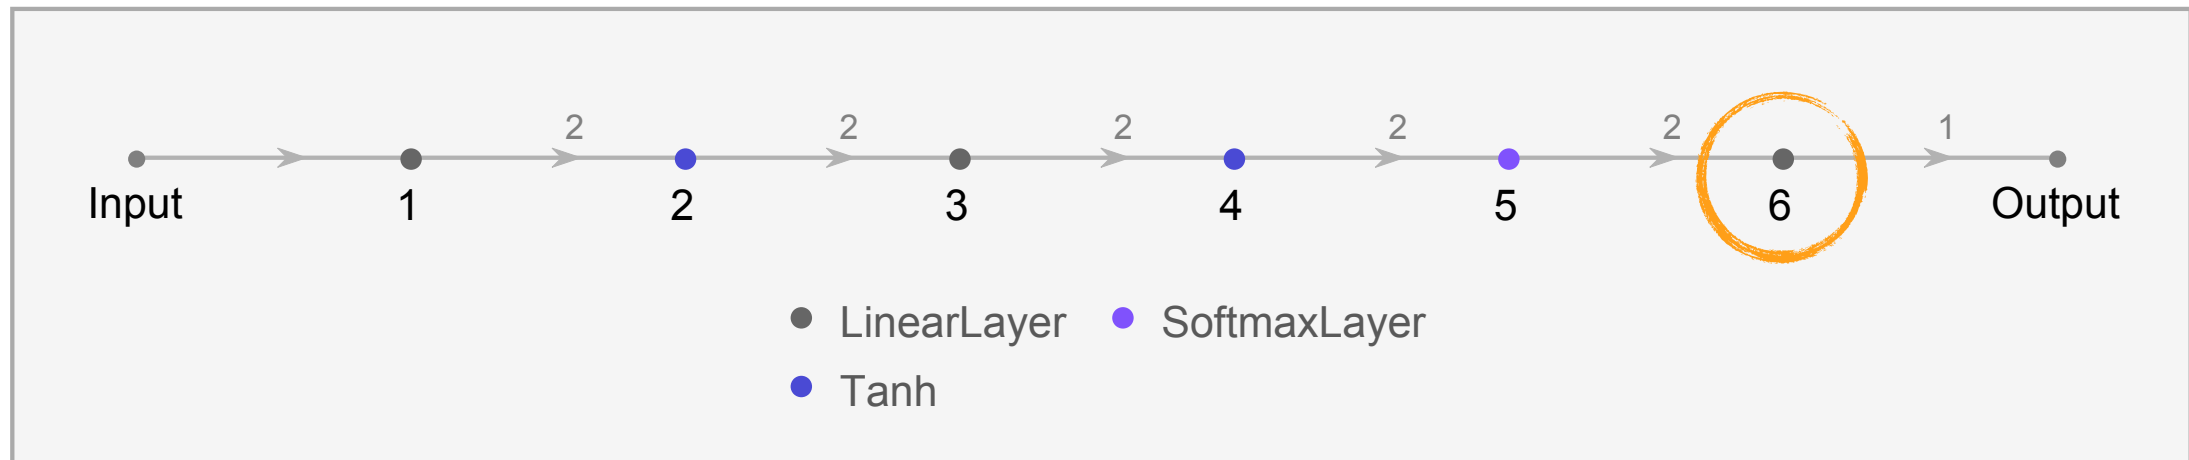 2 2 2 2 2 1
Input 1 2 3 4 5 6 Output
LinearLayer SoftmaxLayer
Tanh